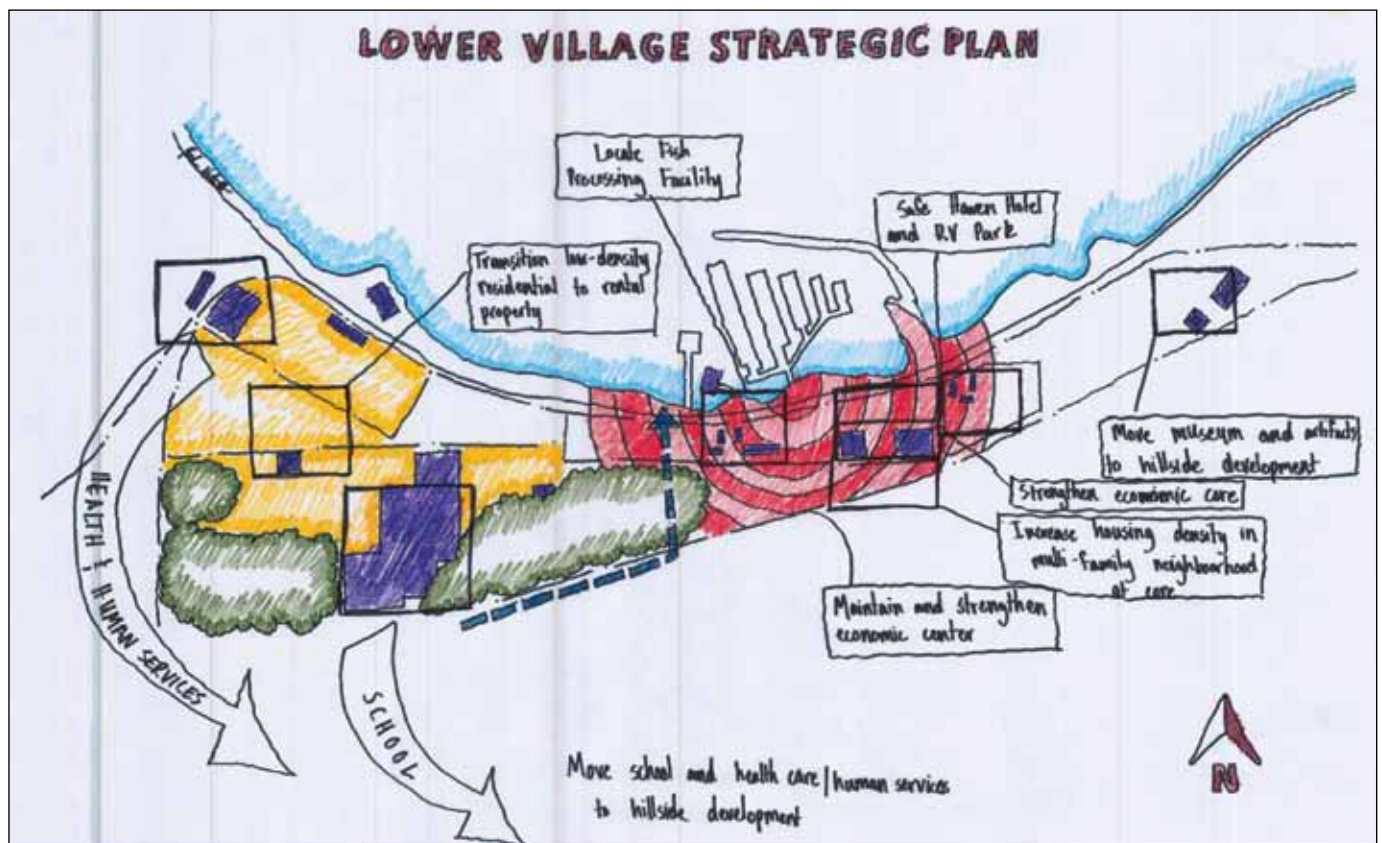 LOWER VILLAGE STRATEGIC PLAN
Locate Fish
Processing Facility
Safe Haven Hotel
and RV Park
Transition low-density
residential to rental
property
Move museum and artifacts
to hillside development
Strengthen economic core
Increase housing density in
multi-family neighbourhood
at core
Maintain and strengthen
economic center
HEALTH & HUMAN SERVICES
SCHOOL
Move school and health care/human services
to hillside development
N